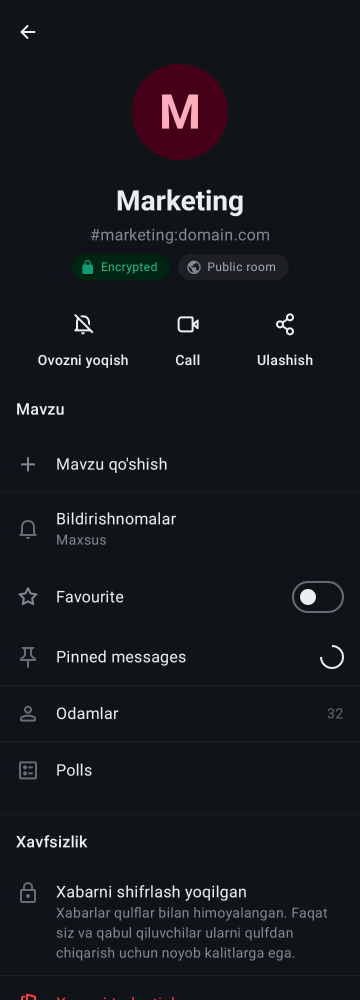 M
Marketing
#marketing:domain.com
Encrypted
Public room
Ovozni yoqish
Call
Ulashish
Mavzu
Mavzu qo'shish
Bildirishnomalar
Maxsus
Favourite
Pinned messages
Odamlar
32
Polls
Xavfsizlik
Xabarni shifrlash yoqilgan
Xabarlar qulflar bilan himoyalangan. Faqat
siz va qabul qiluvchilar ularni qulfdan
chiqarish uchun noyob kalitlarga ega.